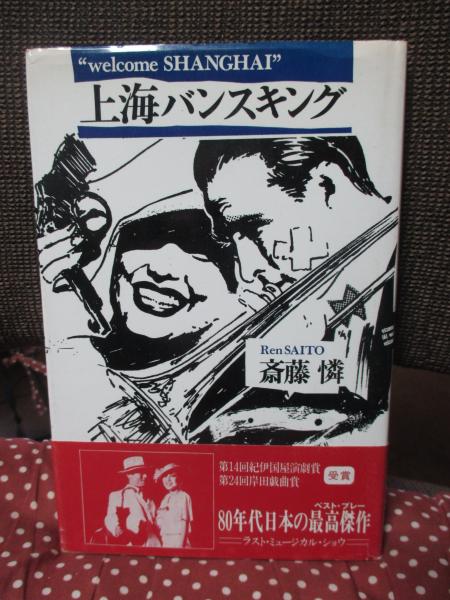 “welcome SHANGHAI”
上海バンスキング
Ren SAITO
斎藤 憐
第14回紀伊国屋演劇賞
第24回岸田戯曲賞
受賞
ベスト・プレー
80年代日本の最高傑作
ラスト・ミュージカル・ショウ